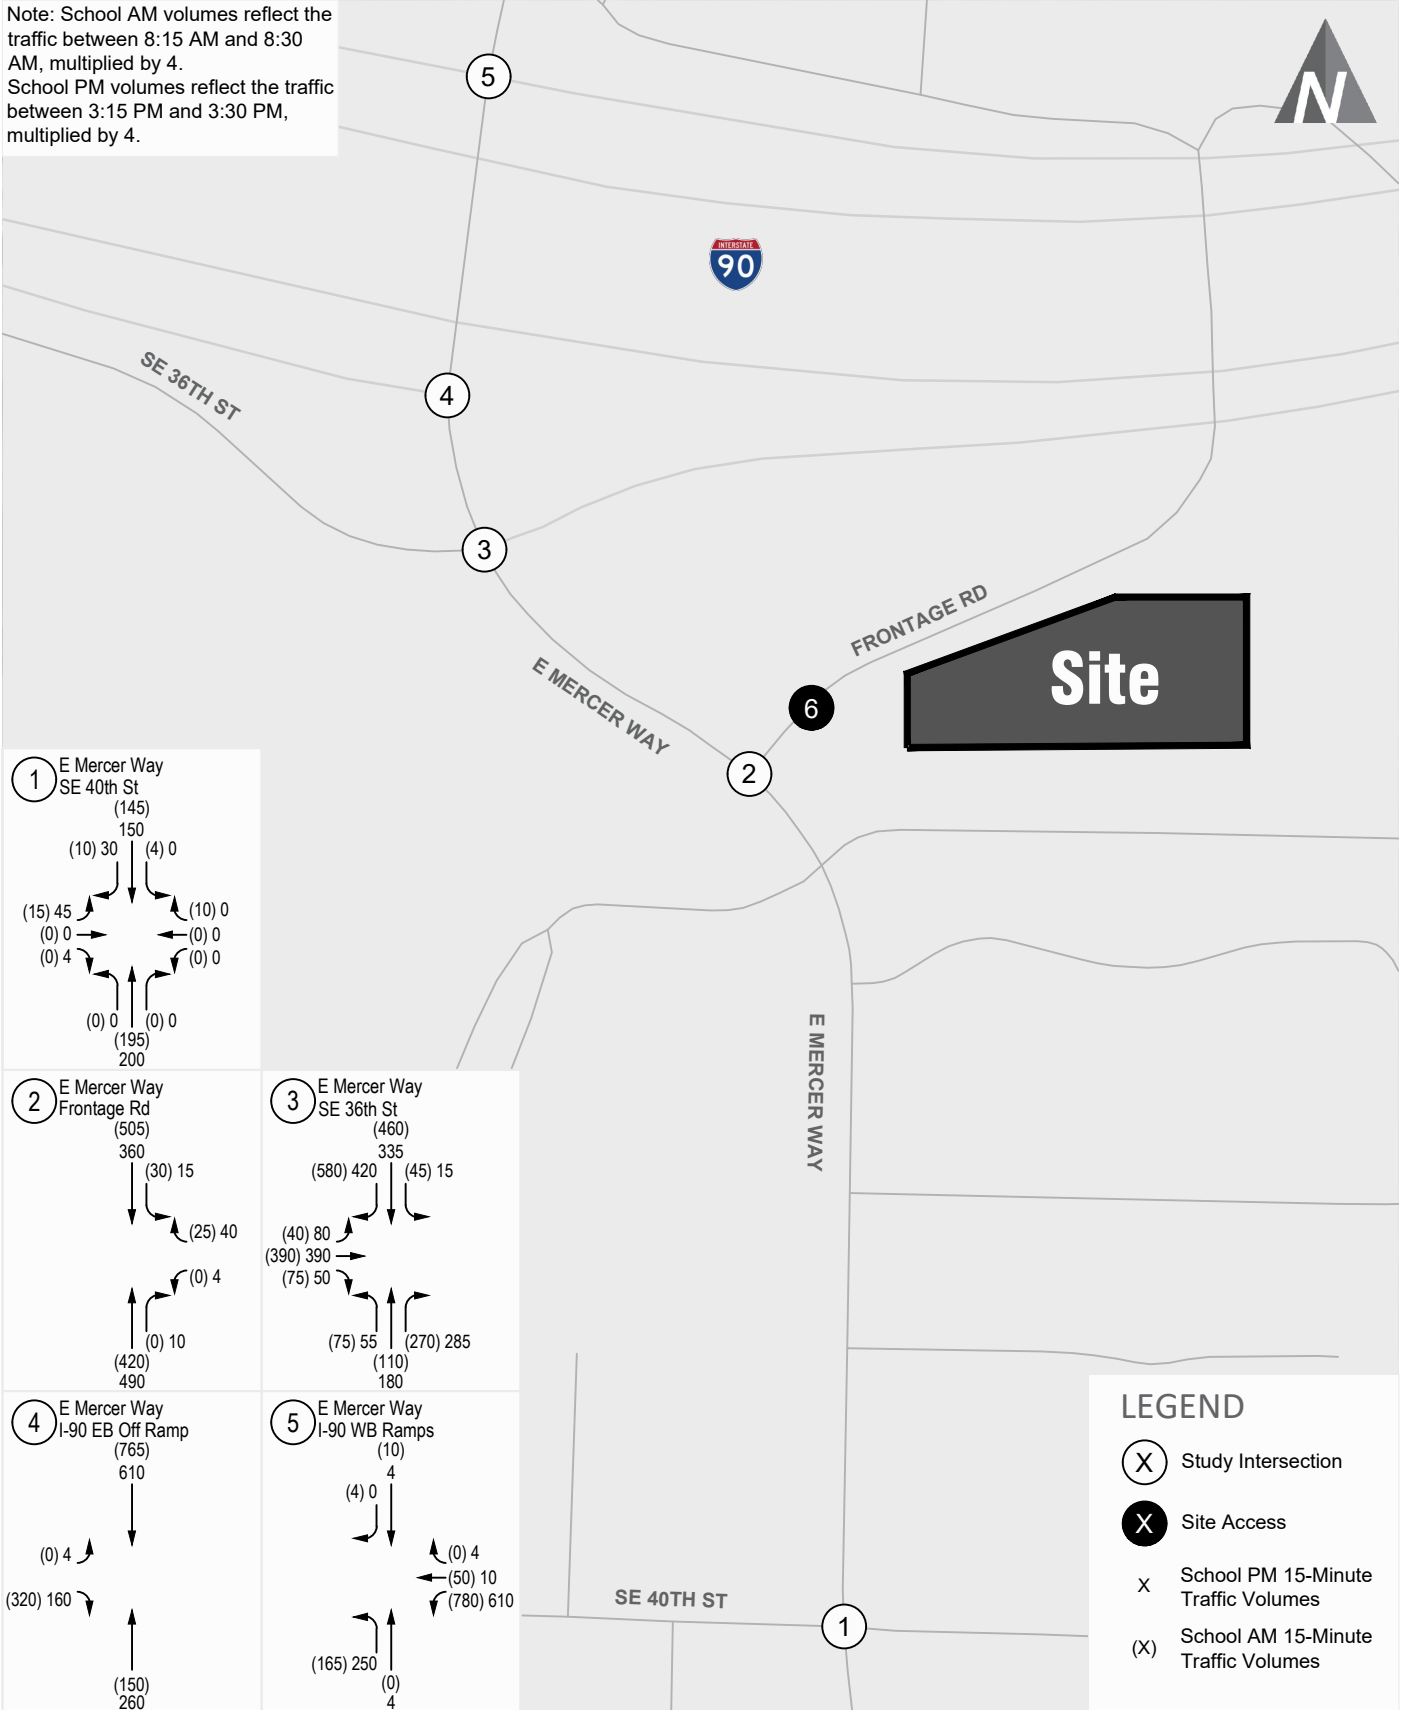 Note: School AM volumes reflect the
traffic between 8:15 AM and 8:30
AM, multiplied by 4.
School PM volumes reflect the traffic
between 3:15 PM and 3:30 PM,
multiplied by 4.
5
N
INTERSTATE
90
SE 36TH ST
4
3
FRONTAGE RD
Site
E MERCER WAY
6
2
E MERCER WAY
SE 40TH ST
1
1
E Mercer Way
SE 40th St
(145)
150
(10) 30
(4) 0
(15) 45
(10) 0
(0) 0
(0) 0
(0) 4
(0) 0
(0) 0
(0) 0
(195)
200
2
E Mercer Way
Frontage Rd
(505)
360
(30) 15
(25) 40
(0) 4
(0) 10
(420)
490
3
E Mercer Way
SE 36th St
(460)
335
(580) 420
(45) 15
(40) 80
(390) 390
(75) 50
(75) 55
(270) 285
(110)
180
4
E Mercer Way
I-90 EB Off Ramp
(765)
610
(0) 4
(320) 160
(150)
260
5
E Mercer Way
I-90 WB Ramps
(10)
4
(4) 0
(0) 4
(50) 10
(780) 610
(165) 250
(0)
4
LEGEND
X
Study Intersection
X
Site Access
X
School PM 15-Minute
Traffic Volumes
(X)
School AM 15-Minute
Traffic Volumes